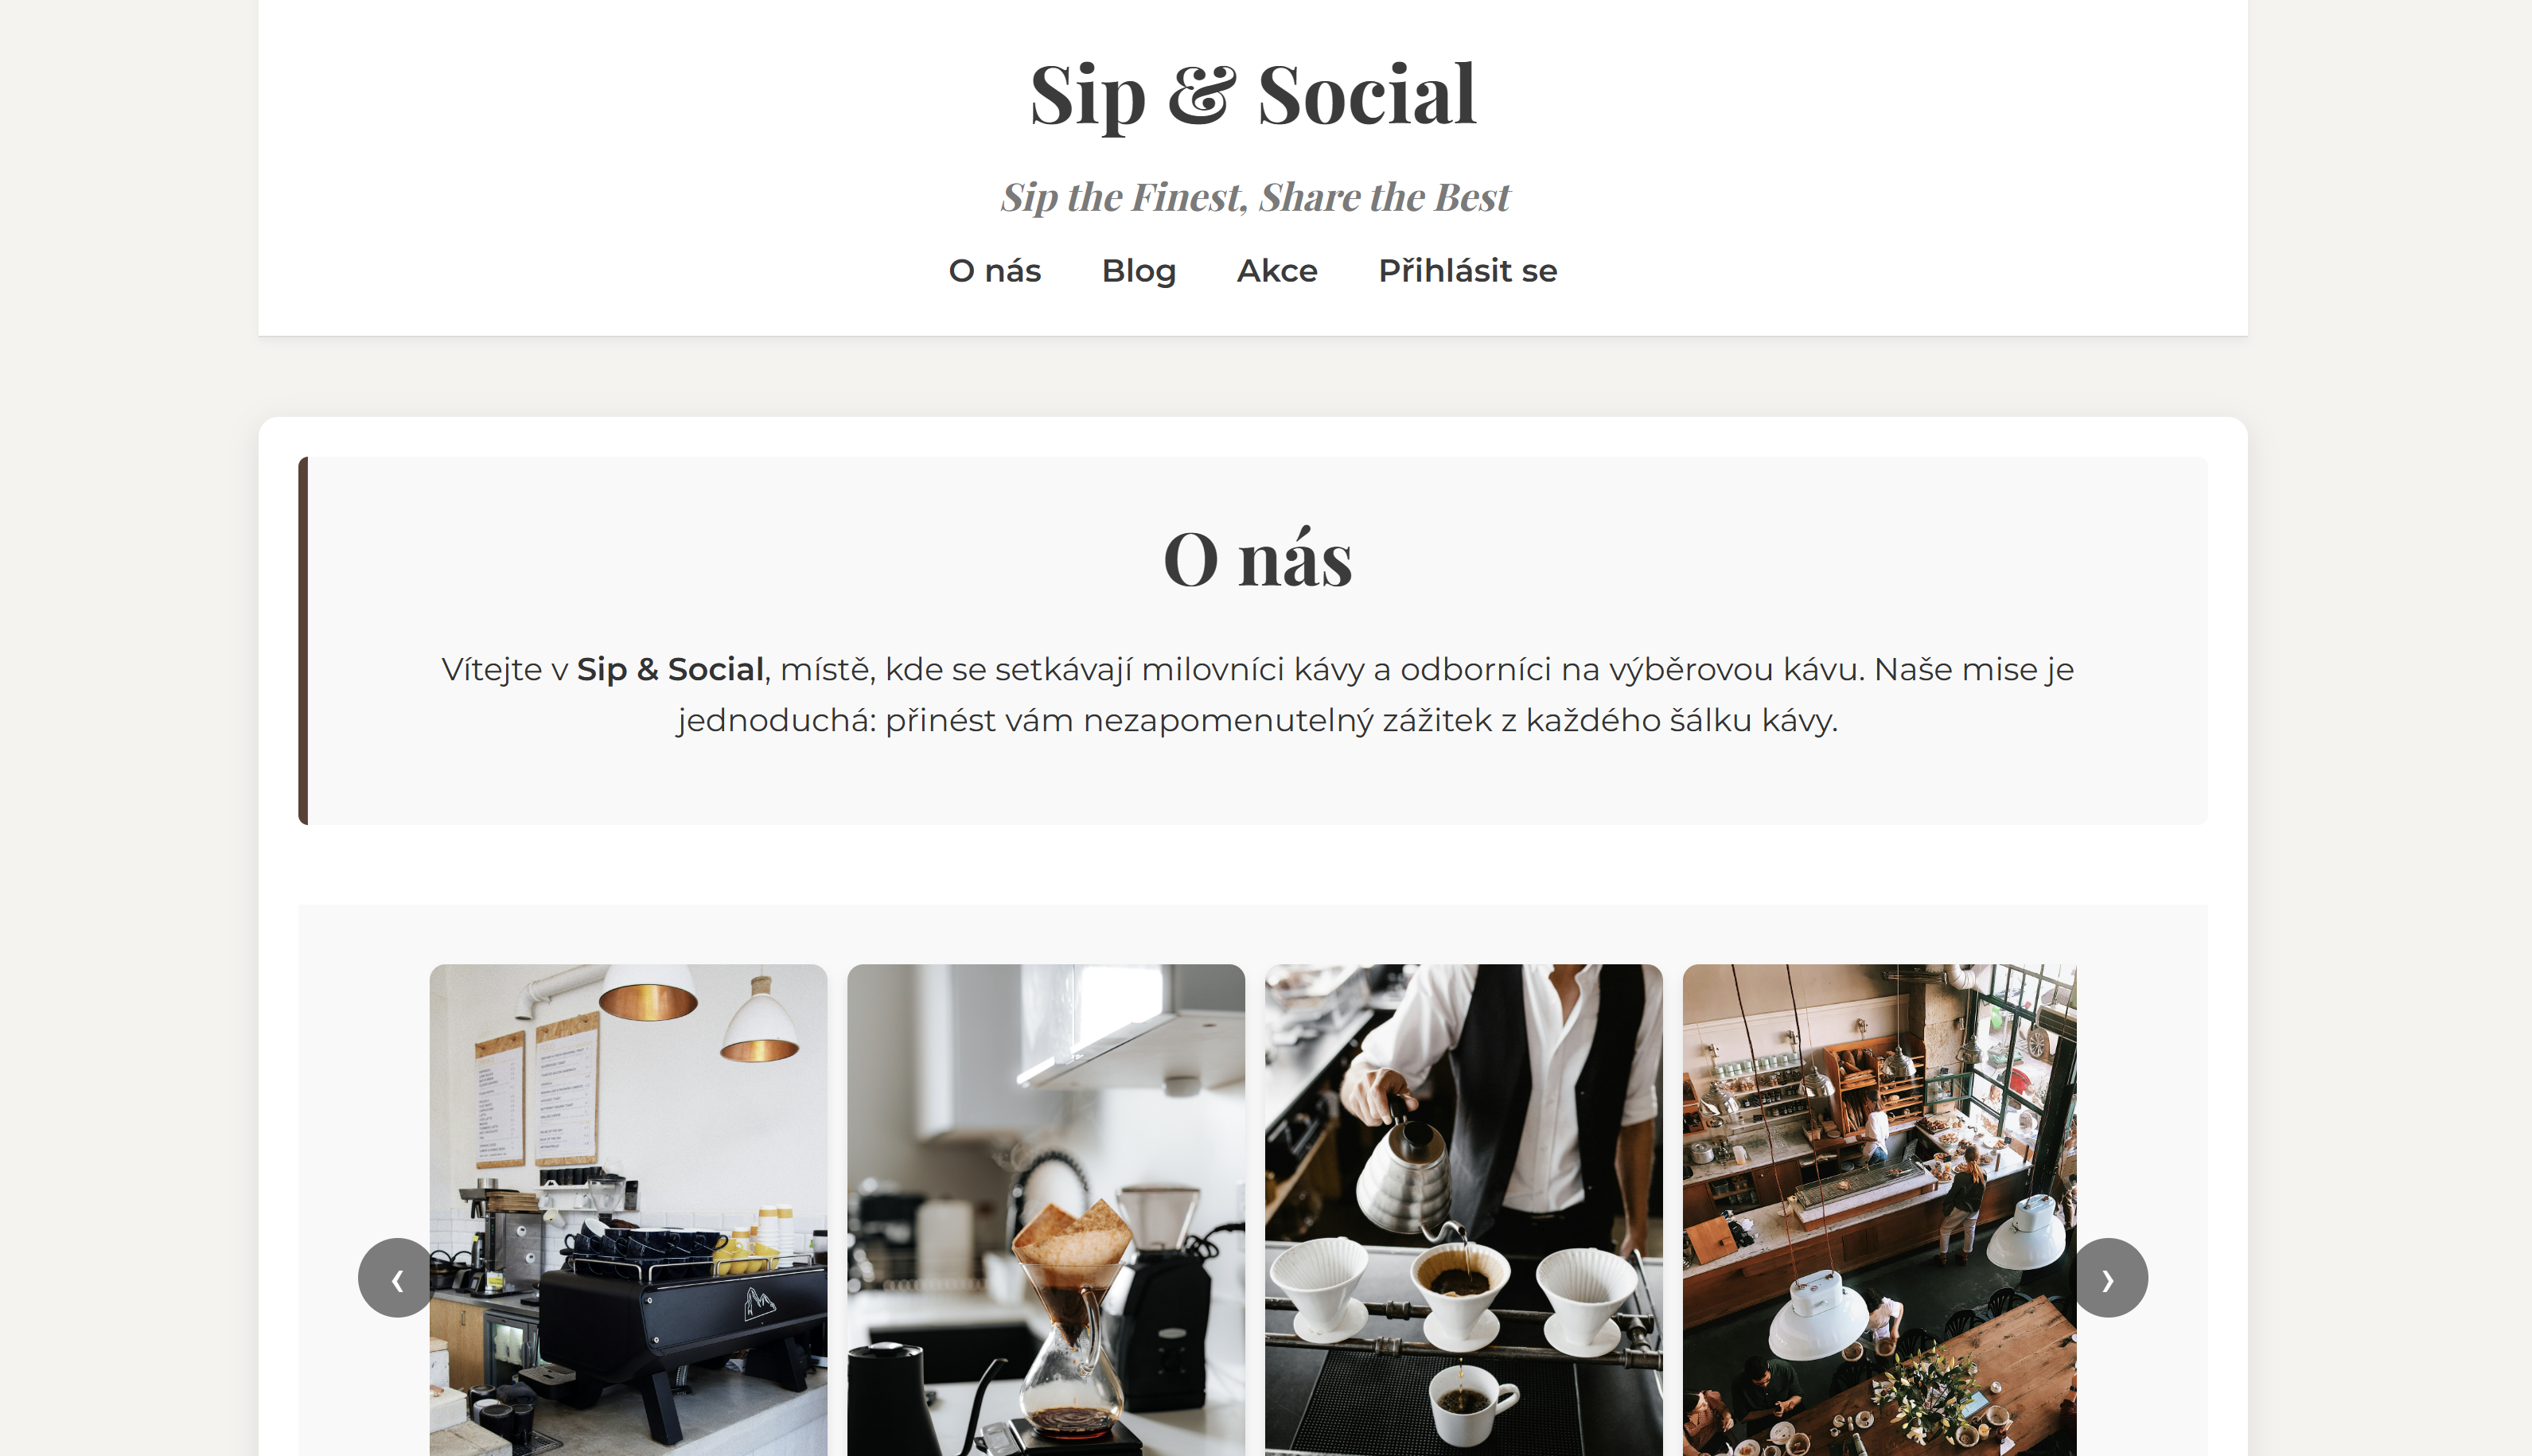 Sip & Social
Sip the Finest, Share the Best
O nás Blog Akce Přihlásit se
O nás
Vítejte v Sip & Social, místě, kde se setkávají milovníci kávy a odborníci na výběrovou kávu. Naše mise je
jednoduchá: přinést vám nezapomenutelný zážitek z každého šálku kávy.